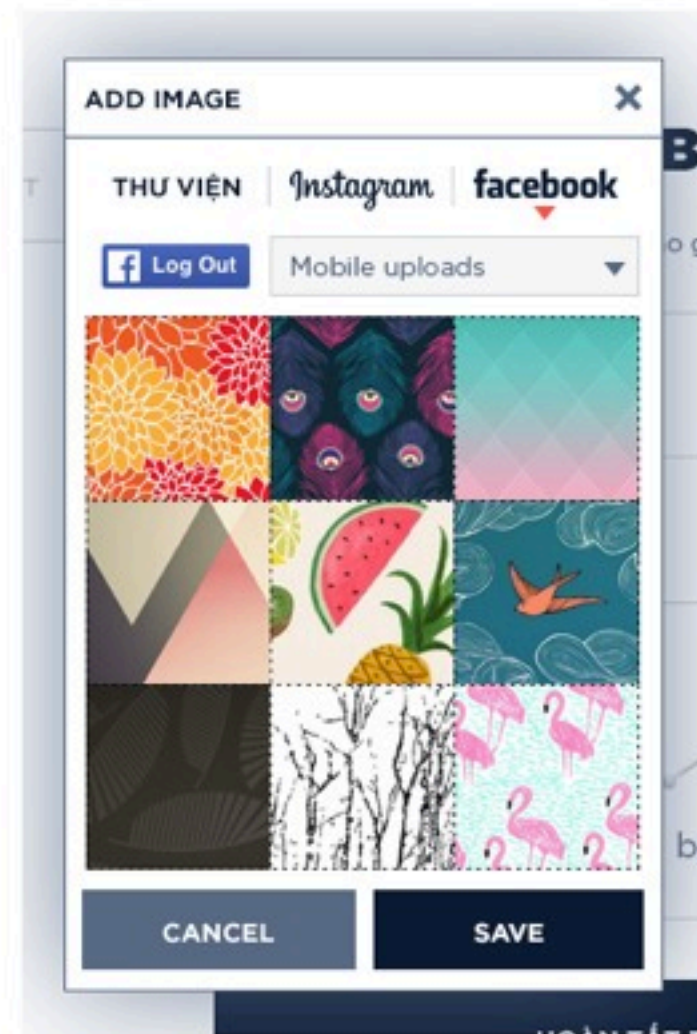 ADD IMAGE
THƯ VIỆN
Instagram
facebook
f Log Out
Mobile uploads
CANCEL
SAVE